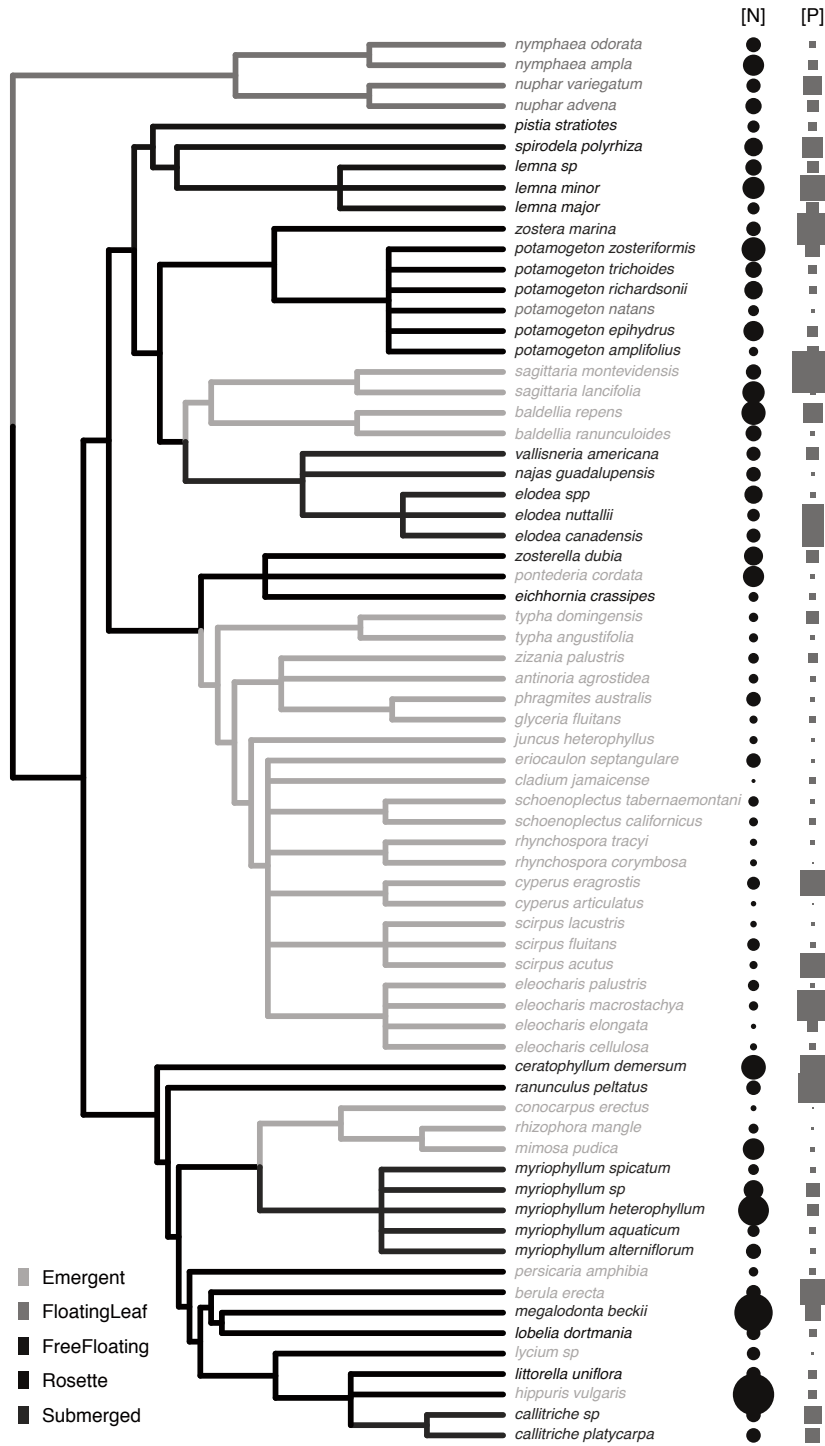 [N] [P]
nymphaea odorata
nymphaea ampla
nuphar variegatum
nuphar advena
pistia stratiotes
spirodela polyrhiza
lemna sp
lemna minor
lemna major
zostera marina
potamogeton zosteriformis
potamogeton trichoides
potamogeton richardsonii
potamogeton natans
potamogeton epihydrus
potamogeton amplifolius
sagittaria montevidensis
sagittaria lancifolia
baldellia repens
baldellia ranunculoides
vallisneria americana
najas guadalupensis
elodea spp
elodea nuttallii
elodea canadensis
zosterella dubia
pontederia cordata
eichhornia crassipes
typha domingensis
typha angustifolia
zizania palustris
antinoria agrostidea
phragmites australis
glyceria fluitans
juncus heterophyllus
eriocaulon septangulare
cladium jamaicense
schoenoplectus tabernaemontani
schoenoplectus californicus
rhynchospora tracyi
rhynchospora corymbosa
cyperus eragrostis
cyperus articulatus
scirpus lacustris
scirpus fluitans
scirpus acutus
eleocharis palustris
eleocharis macrostachya
eleocharis elongata
eleocharis cellulosa
ceratophyllum demersum
ranunculus peltatus
conocarpus erectus
rhizophora mangle
mimosa pudica
myriophyllum spicatum
myriophyllum sp
myriophyllum heterophyllum
myriophyllum aquaticum
myriophyllum alterniflorum
persicaria amphibia
berula erecta
megalodonta beckii
lobelia dortmania
lycium sp
littorella uniflora
hippuris vulgaris
callitriche sp
callitriche platycarpa
Emergent
FloatingLeaf
FreeFloating
Rosette
Submerged